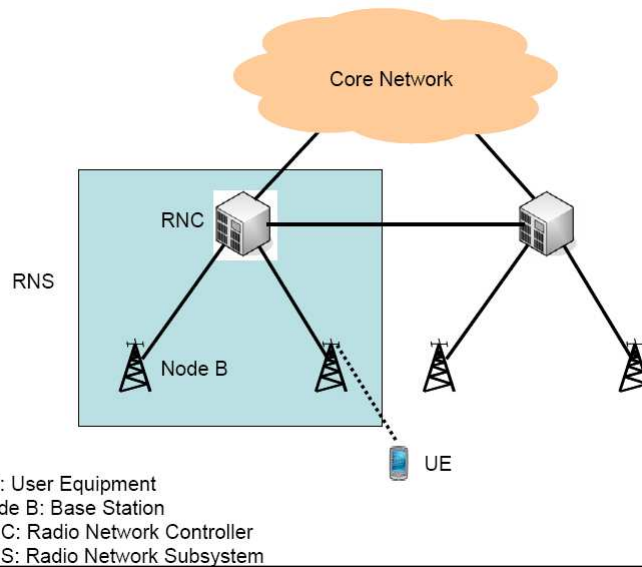 Core Network
RNC
RNS
Node B
UE
: User Equipment
de B: Base Station
C: Radio Network Controller
S: Radio Network Subsystem